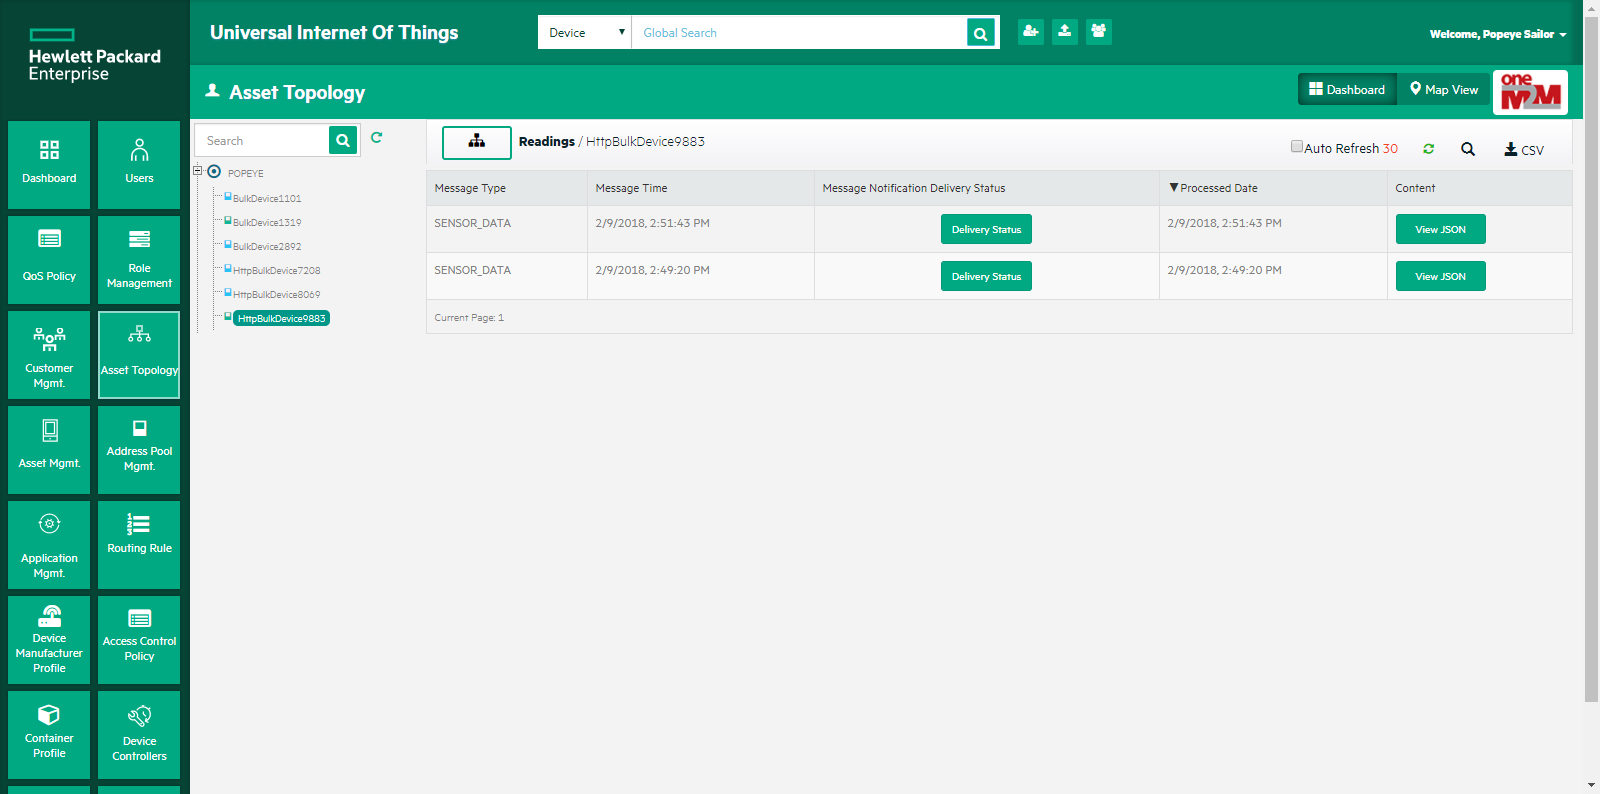 Hewlett Packard
Enterprise
Universal Internet Of Things
Device
Global Search
Welcome, Popeye Sailor
Asset Topology
Dashboard
Map View
one
M2M
Dashboard
Users
QoS Policy
Role
Management
Customer
Mgmt.
Asset Topology
Asset Mgmt.
Address Pool
Mgmt.
Application
Mgmt.
1
2
3
Routing Rule
Device
Manufacturer
Profile
Access Control
Policy
Container
Profile
Device
Controllers
Search
POPEYE
BulkDevice1101
BulkDevice1319
BulkDevice2892
HttpBulkDevice7208
HttpBulkDevice8069
HttpBulkDevice9883
Readings / HttpBulkDevice9883
Auto Refresh 30
CSV
Message Type Message Time Message Notification Delivery Status ▼Processed Date Content
SENSOR_DATA 2/9/2018, 2:51:43 PM Delivery Status 2/9/2018, 2:51:43 PM View JSON
SENSOR_DATA 2/9/2018, 2:49:20 PM Delivery Status 2/9/2018, 2:49:20 PM View JSON
Current Page: 1